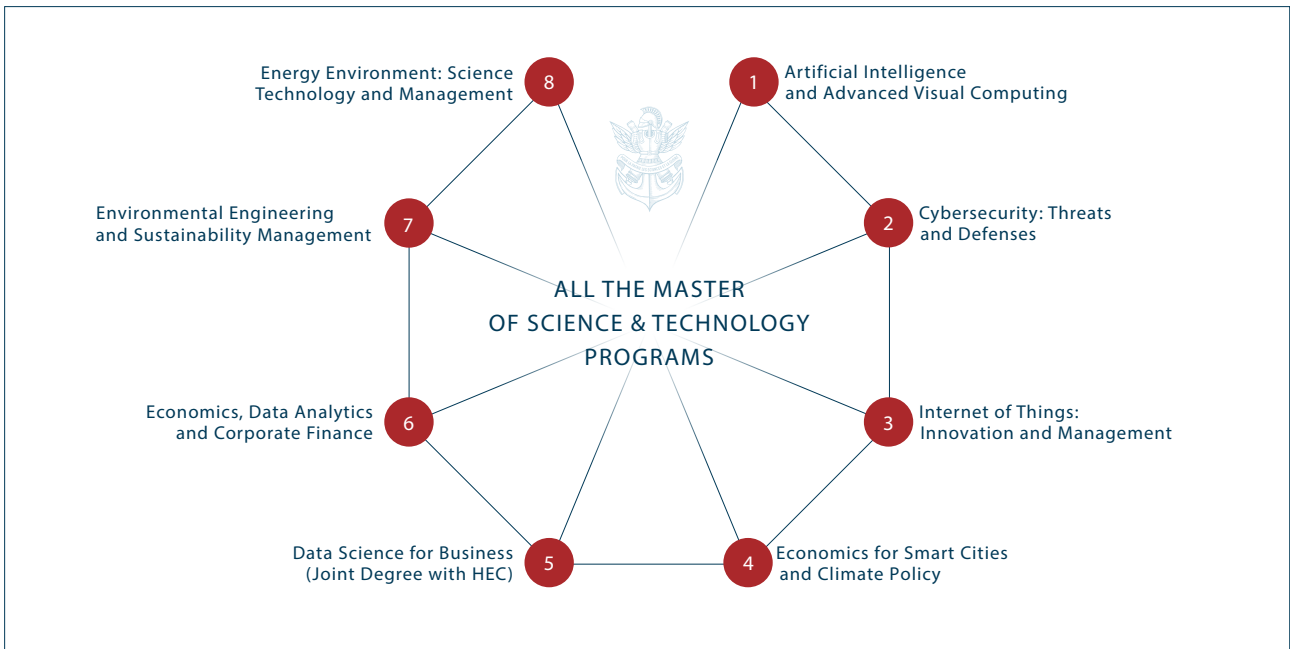 8
Energy Environment: Science
Technology and Management
1
Artificial Intelligence
and Advanced Visual Computing
7
Environmental Engineering
and Sustainability Management
2
Cybersecurity: Threats
and Defenses
ALL THE MASTER
OF SCIENCE & TECHNOLOGY
PROGRAMS
6
Economics, Data Analytics
and Corporate Finance
3
Internet of Things:
Innovation and Management
5
Data Science for Business
(Joint Degree with HEC)
4
Economics for Smart Cities
and Climate Policy